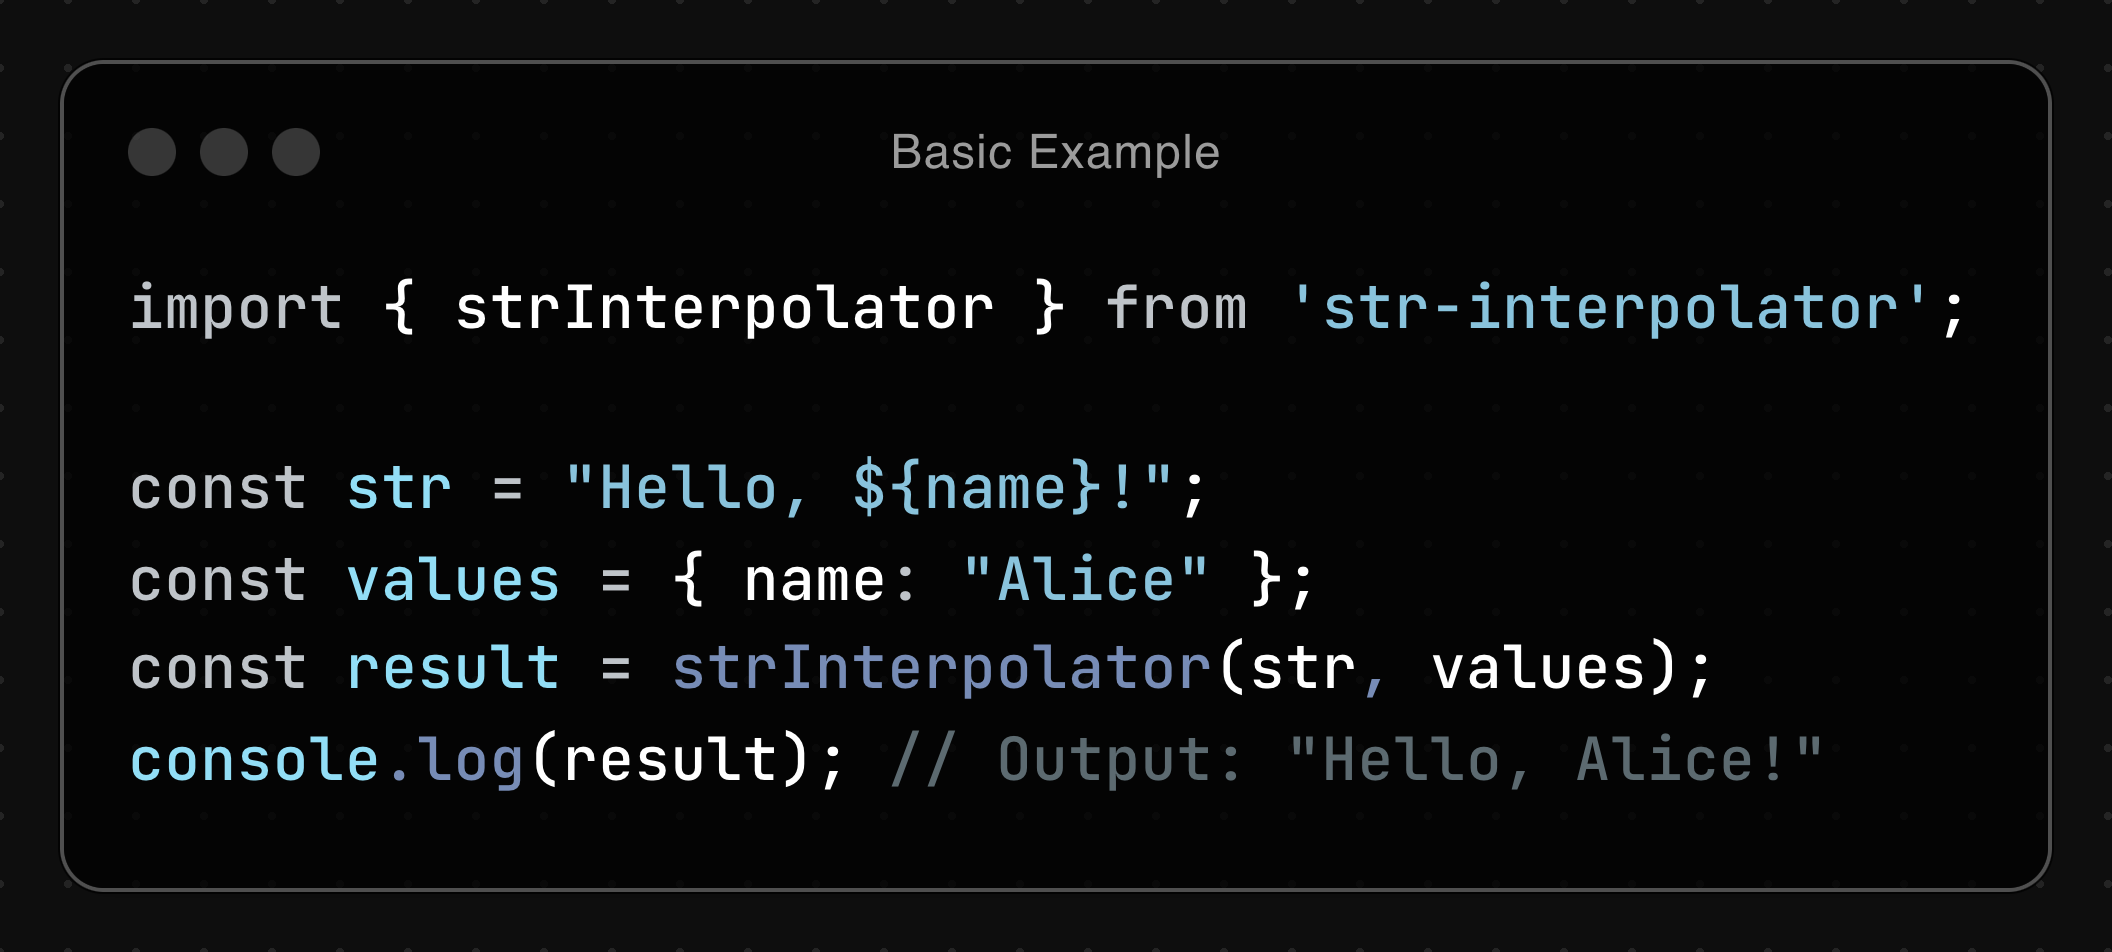 Basic Example
import { strInterpolator } from 'str-interpolator';
const str = "Hello, ${name}!";
const values = { name: "Alice" };
const result = strInterpolator(str, values);
console.log(result); // Output: "Hello, Alice!"